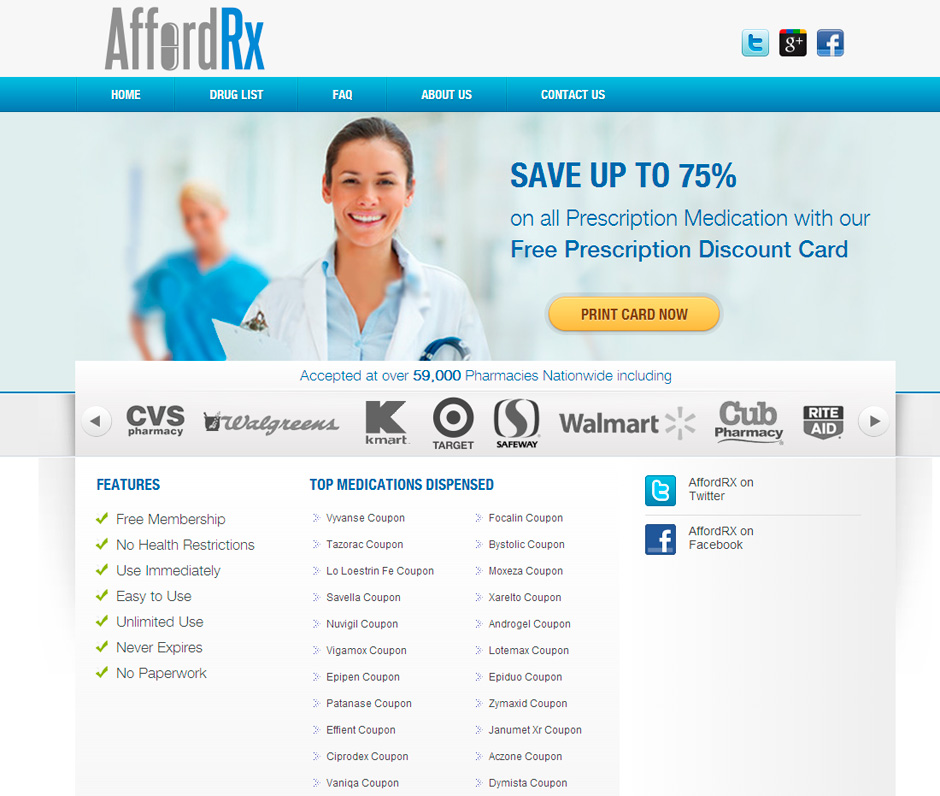 AffordRx
g+
HOME DRUG LIST FAQ ABOUT US CONTACT US
SAVE UP TO 75%
on all Prescription Medication with our
Free Prescription Discount Card
PRINT CARD NOW
Accepted at over 59,000 Pharmacies Nationwide including
CVS pharmacy
Walgreens
K kmart
TARGET
SAFEWAY
Walmart
Cub Pharmacy
RITE AID
FEATURES
Free Membership
No Health Restrictions
Use Immediately
Easy to Use
Unlimited Use
Never Expires
No Paperwork
TOP MEDICATIONS DISPENSED
Vyvanse Coupon
Tazorac Coupon
Lo Loestrin Fe Coupon
Savella Coupon
Nuvigil Coupon
Vigamox Coupon
Epipen Coupon
Patanase Coupon
Effient Coupon
Ciprodex Coupon
Vaniqa Coupon
Focalin Coupon
Bystolic Coupon
Moxeza Coupon
Xarelto Coupon
Androgel Coupon
Lotemax Coupon
Epiduo Coupon
Zymaxid Coupon
Janumet Xr Coupon
Aczone Coupon
Dymista Coupon
AffordRX on
Twitter
AffordRX on
Facebook